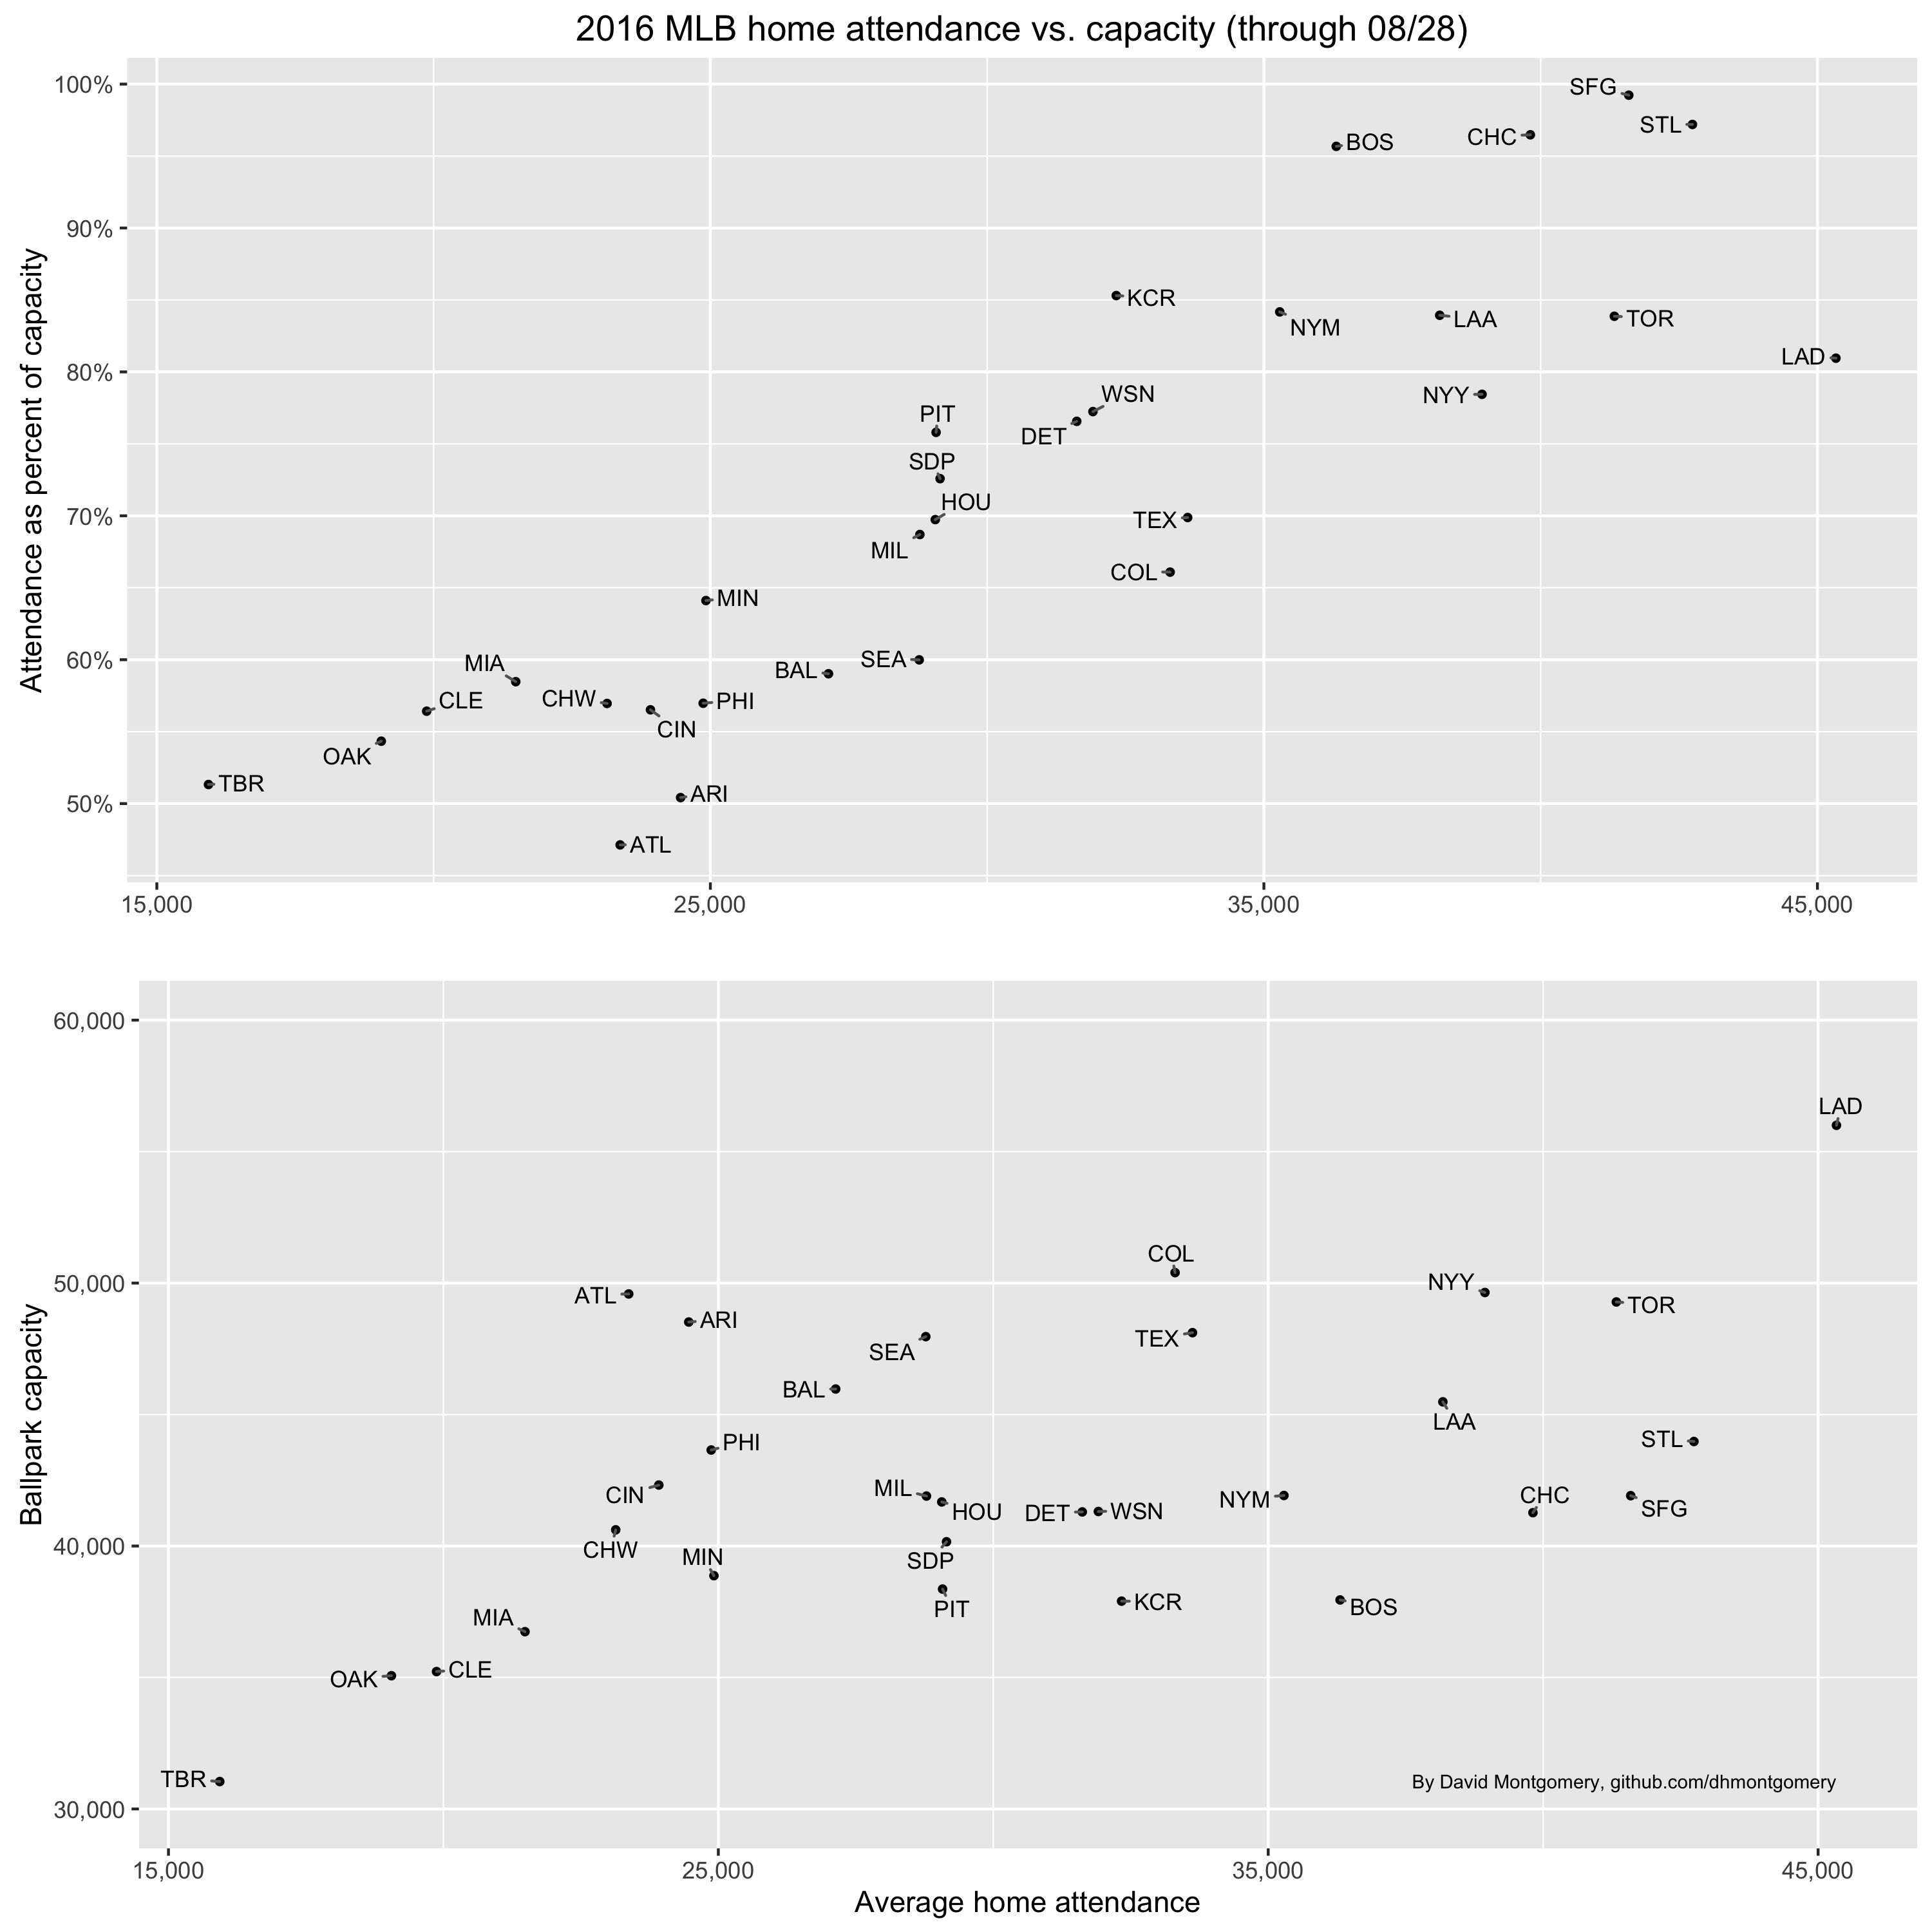 2016 MLB home attendance vs. capacity (through 08/28)
Attendance as percent of capacity
100%
90%
80%
70%
60%
50%
SFG
STL
CHC
BOS
KCR
NYM
LAA
TOR
LAD
NYY
WSN
DET
PIT
SDP
HOU
MIL
TEX
COL
MIN
SEA
BAL
MIA
CLE
CHW
CIN
PHI
OAK
TBR
ARI
ATL
15,000
25,000
35,000
45,000
Ballpark capacity
60,000
50,000
40,000
30,000
LAD
COL
NYY
TOR
ATL
ARI
TEX
SEA
BAL
LAA
STL
PHI
CIN
MIL
HOU
DET
WSN
NYM
CHC
SFG
CHW
MIN
SDP
PIT
KCR
BOS
MIA
OAK
CLE
TBR
By David Montgomery, github.com/dhmontgomery
15,000
25,000
35,000
45,000
Average home attendance